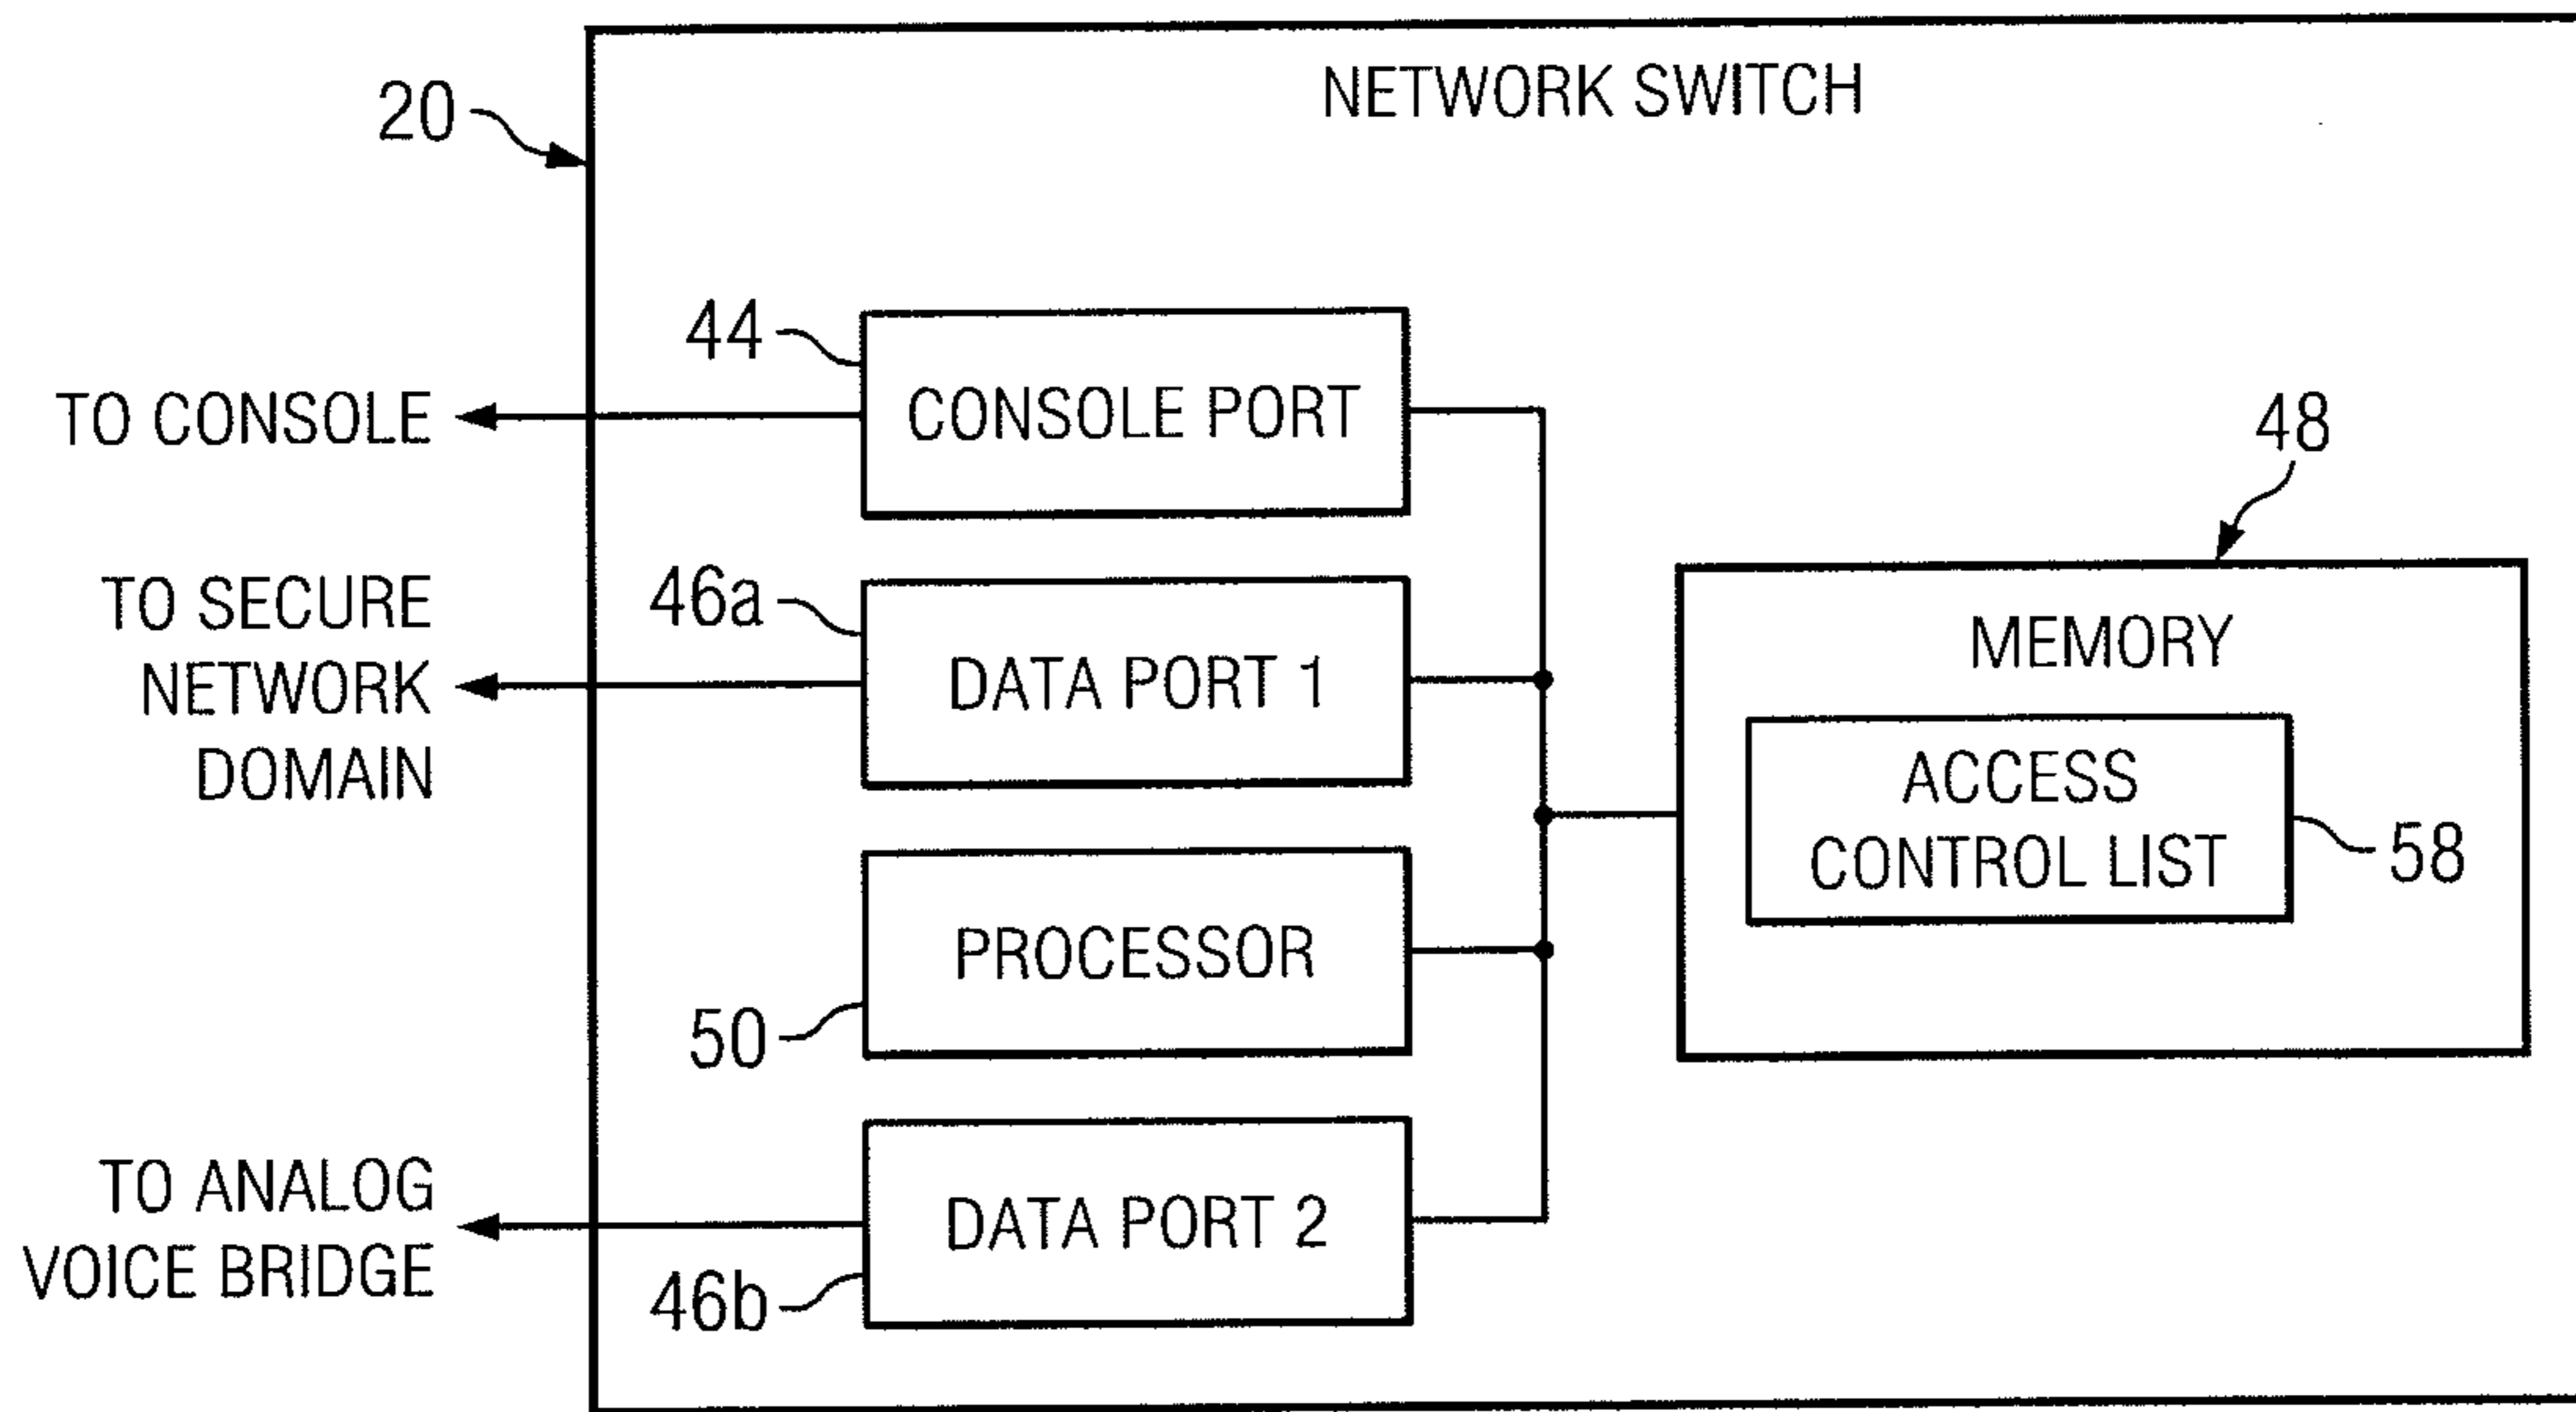 NETWORK SWITCH
20
44
CONSOLE PORT
TO CONSOLE
48
46a
DATA PORT 1
TO SECURE
NETWORK
DOMAIN
MEMORY
ACCESS
CONTROL LIST
58
PROCESSOR
50
DATA PORT 2
46b
TO ANALOG
VOICE BRIDGE